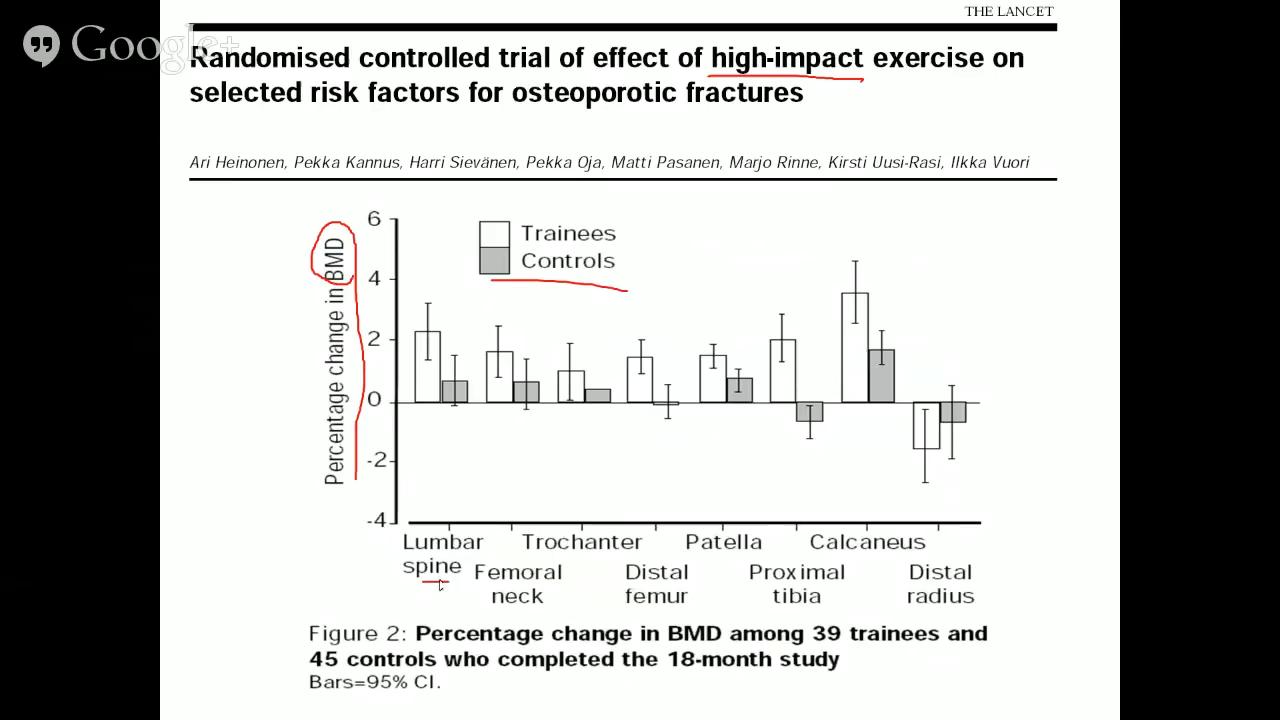 THE LANCET
Google+
Randomised controlled trial of effect of high-impact exercise on
selected risk factors for osteoporotic fractures
Ari Heinonen, Pekka Kannus, Harri Sievänen, Pekka Oja, Matti Pasanen, Marjo Rinne, Kirsti Uusi-Rasi, Ilkka Vuori
Percentage change in BMD
6
4
2
0
-2
-4
Trainees
Controls
Lumbar
spine
Femoral
neck
Trochanter
Distal
femur
Patella
Proximal
tibia
Calcaneus
Distal
radius
Figure 2: Percentage change in BMD among 39 trainees and
45 controls who completed the 18-month study
Bars=95% CI.